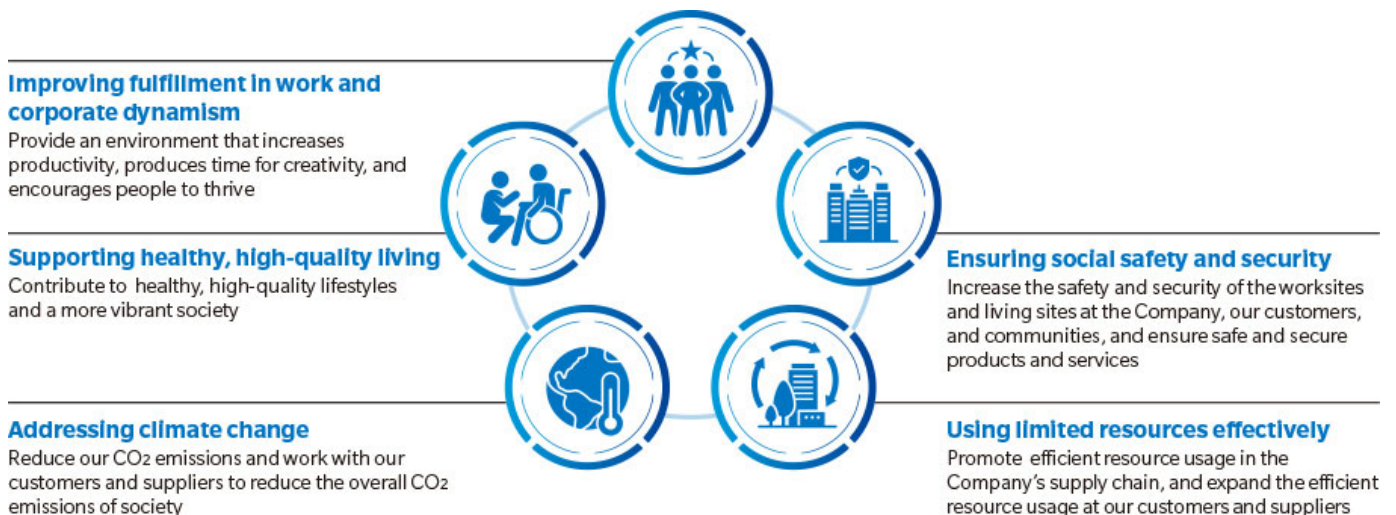 Improving fulfillment in work and
corporate dynamism
Provide an environment that increases
productivity, produces time for creativity, and
encourages people to thrive
Supporting healthy, high-quality living
Contribute to healthy, high-quality lifestyles
and a more vibrant society
Addressing climate change
Reduce our CO2 emissions and work with our
customers and suppliers to reduce the overall CO2
emissions of society
Ensuring social safety and security
Increase the safety and security of the worksites
and living sites at the Company, our customers,
and communities, and ensure safe and secure
products and services
Using limited resources effectively
Promote efficient resource usage in the
Company's supply chain, and expand the efficient
resource usage at our customers and suppliers